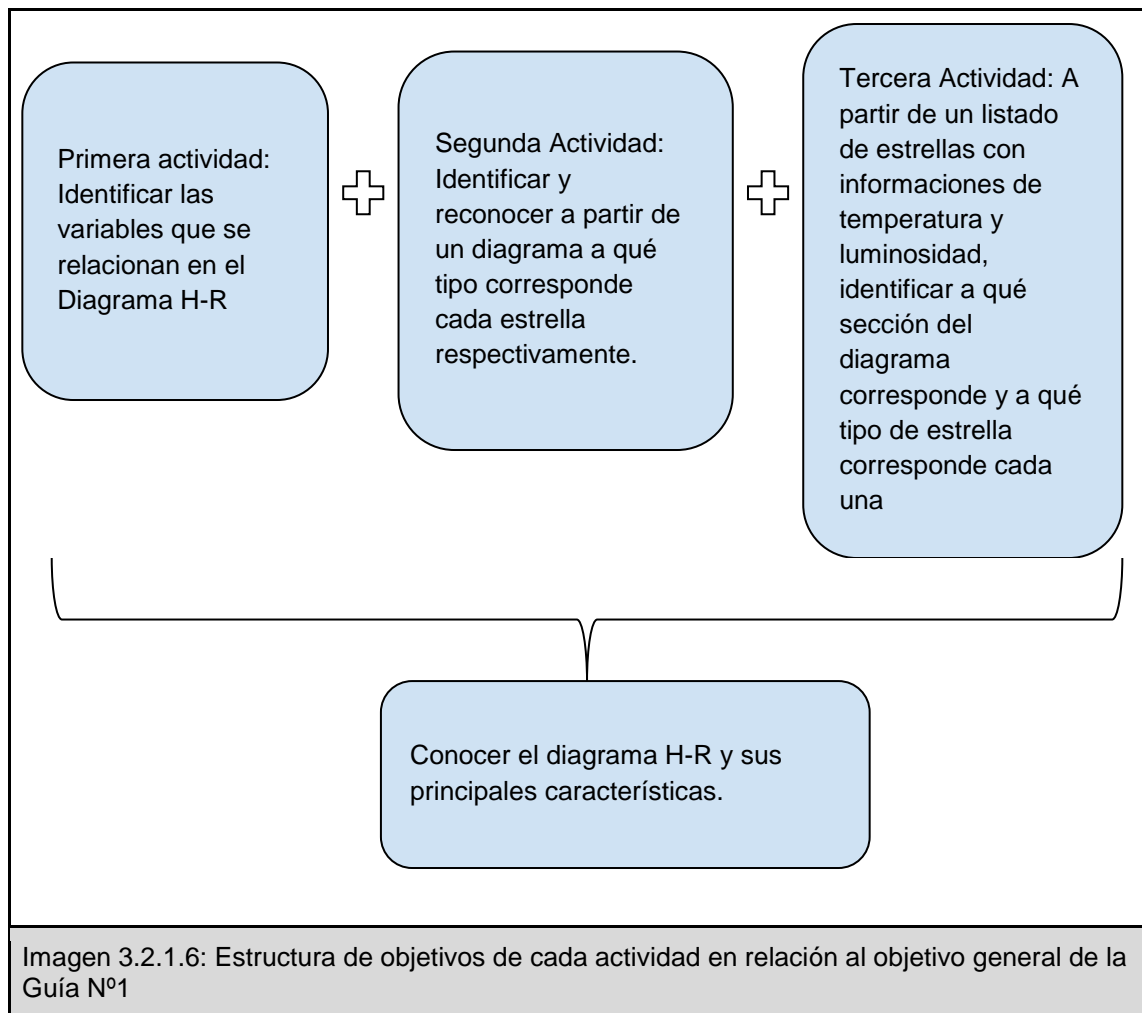 Primera actividad:
Identificar las
variables que se
relacionan en el
Diagrama H-R
Segunda Actividad:
Identificar y
reconocer a partir de
un diagrama a qué
tipo corresponde
cada estrella
respectivamente.
Tercera Actividad: A
partir de un listado
de estrellas con
informaciones de
temperatura y
luminosidad,
identificar a qué
sección del
diagrama
corresponde y a qué
tipo de estrella
corresponde cada
una
Conocer el diagrama H-R y sus
principales características.
Imagen 3.2.1.6: Estructura de objetivos de cada actividad en relación al objetivo general de la
Guía Nº1